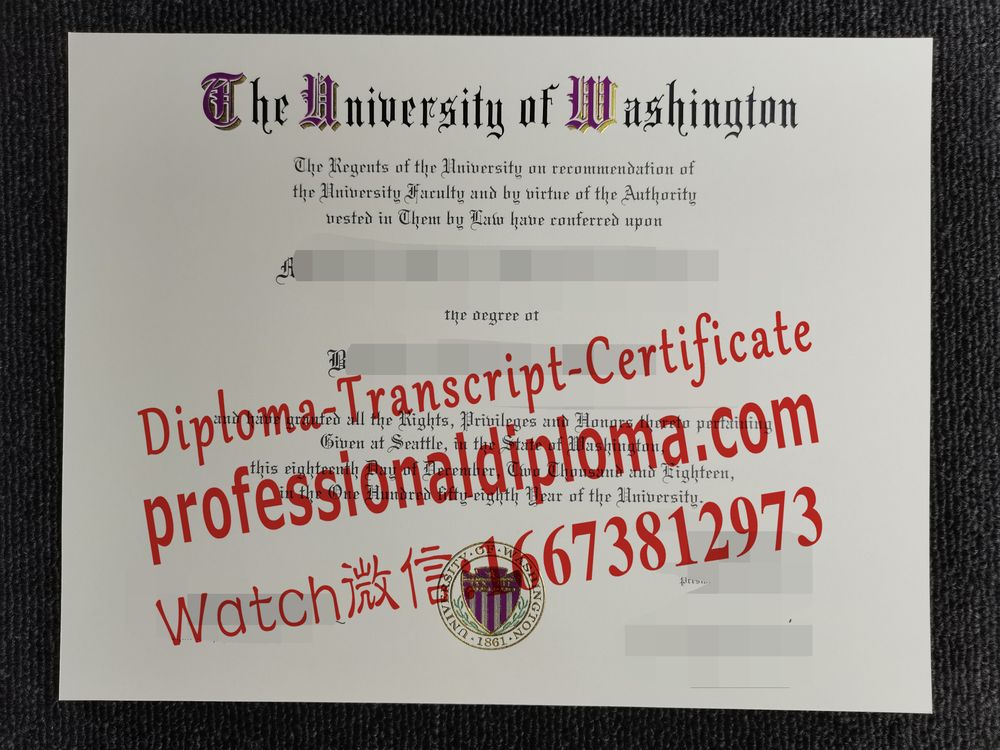 The University of Washington
The Regents of the University on recommendation of
the University Faculty and by virtue of the Authority
vested in Them by Law have conferred upon
A
the degree of
B
Diploma-Transcript-Certificate
and have granted all the Rights, Privileges and Honors thereto pertaining
Given at Seattle, in the State of Washington,
professionaldiploma.com
this eighteenth Day of December, Two Thousand and Eighteen,
in the One Hundred fifty-eighth Year of the University.
Watch微信:16673812973
UNIVERSITY·OF·WASHINGTON
1861